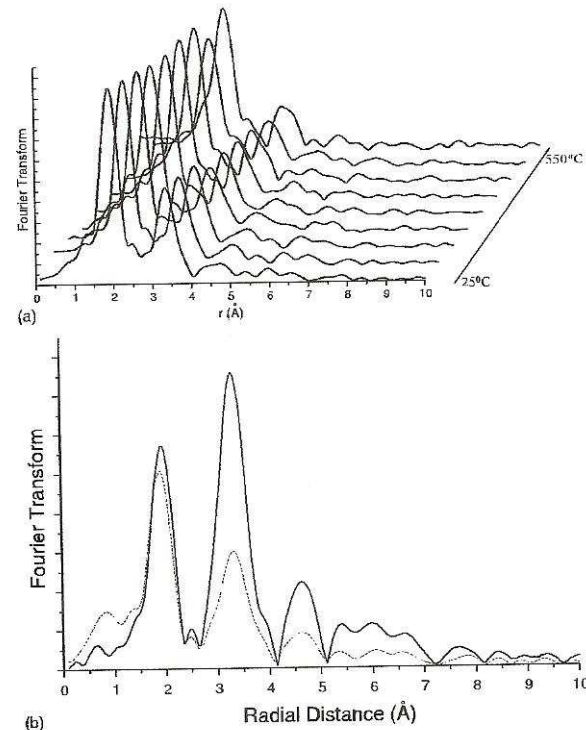 Fourier Transform
550°C
25°C
0 1 2 3 4 5 6 7 8 9 10
r (Å)
(a)
Fourier Transform
0 1 2 3 4 5 6 7 8 9 10
Radial Distance (Å)
(b)